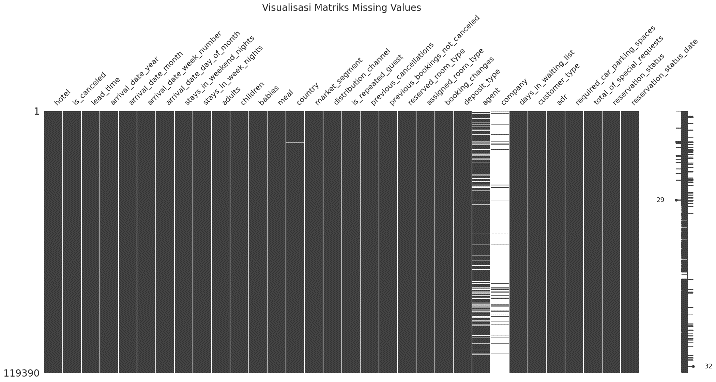 Visualisasi Matriks Missing Values
hotel
is_canceled
lead_time
arrival_date_year
arrival_date_month
arrival_date_week_number
arrival_date_day_of_month
stays_in_weekend_nights
stays_in_week_nights
adults
children
babies
meal
country
market_segment
distribution_channel
is_repeated_guest
previous_cancellations
previous_bookings_not_canceled
reserved_room_type
assigned_room_type
booking_changes
deposit_type
agent
company
days_in_waiting_list
customer_type
adr
required_car_parking_spaces
total_of_special_requests
reservation_status
reservation_status_date
1
29
119390
32